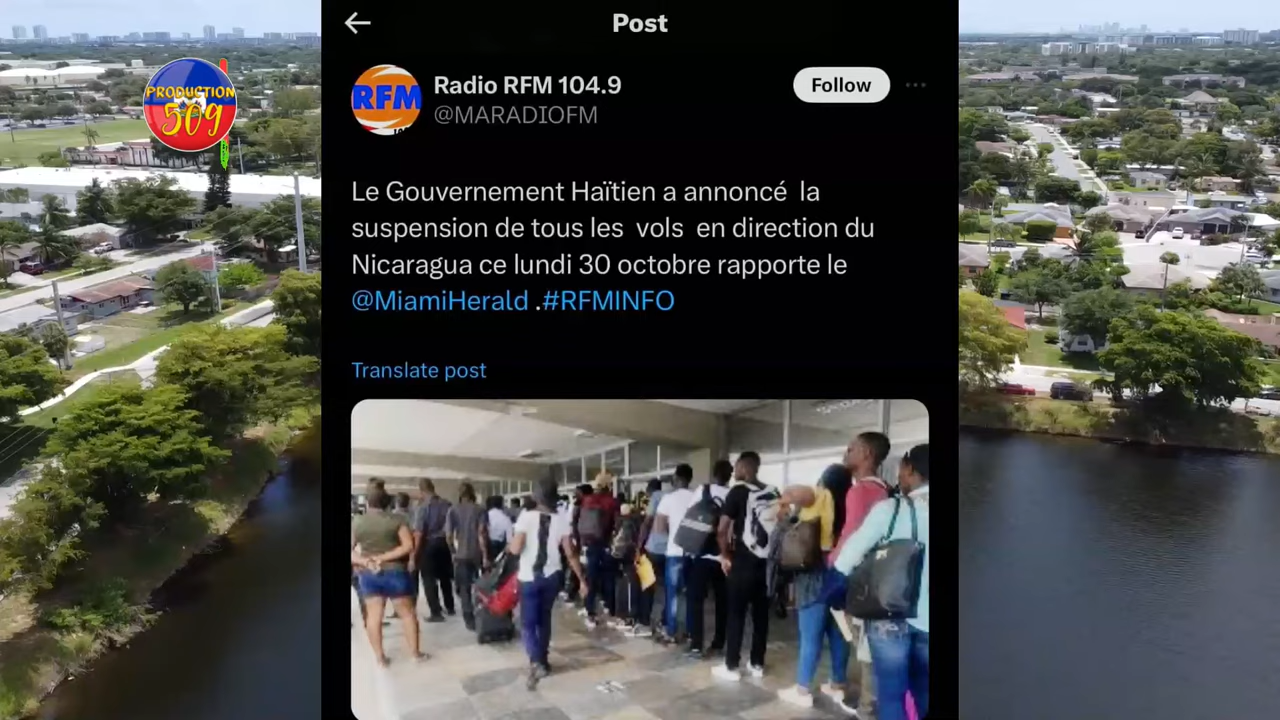 Post
PRODUCTION
509
RFM
Radio RFM 104.9
@MARADIOFM
Follow
Le Gouvernement Haïtien a annoncé la
suspension de tous les vols en direction du
Nicaragua ce lundi 30 octobre rapporte le
@MiamiHerald .#RFMINFO
Translate post